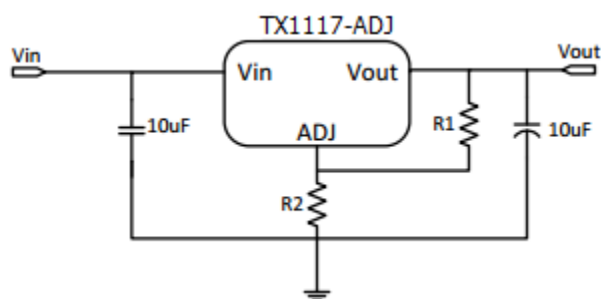 TX1117-ADJ
Vin
Vout
Vin
Vout
10uF
ADJ
R1
10uF
R2